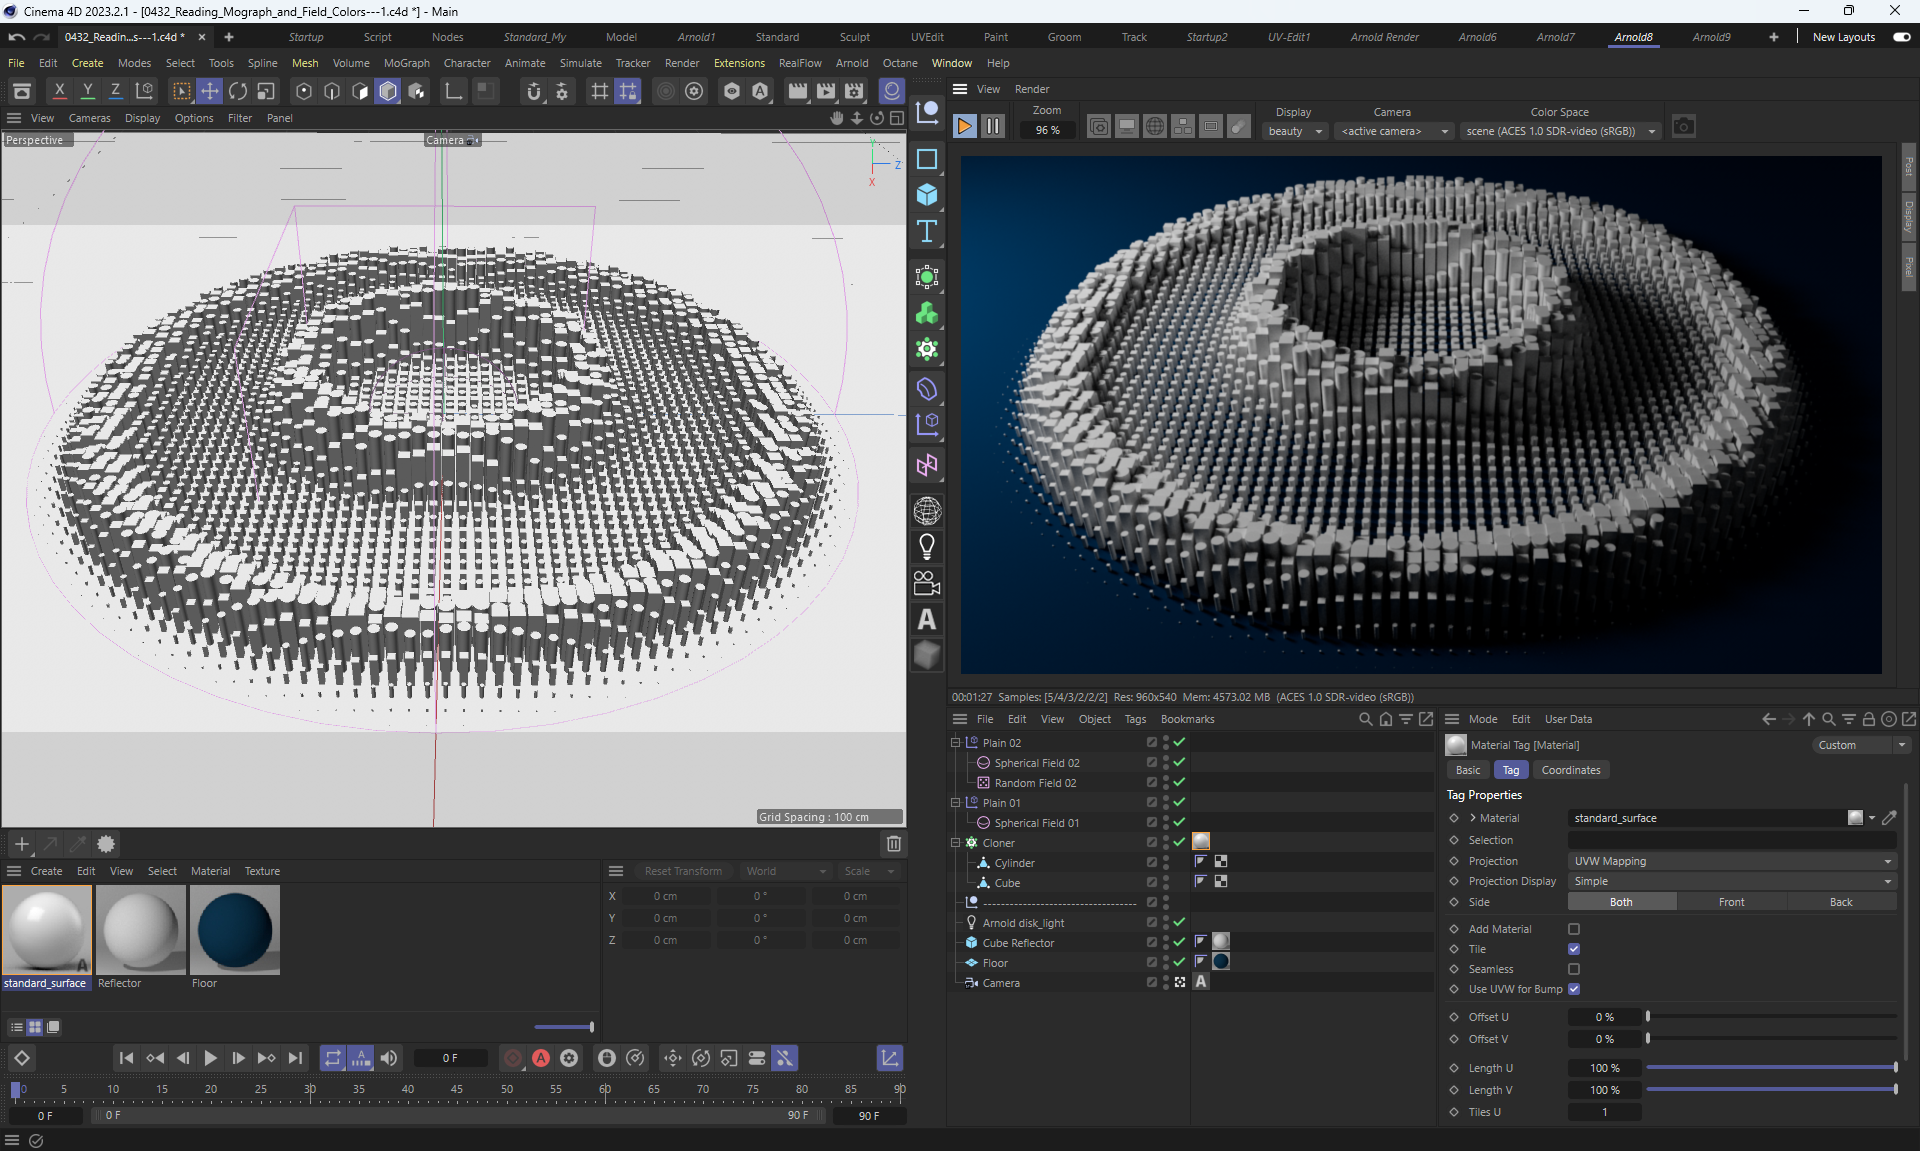 Cinema 4D 2023.2.1 - [0432_Reading_Mograph_and_Field_Colors---1.c4d *] - Main
0432_Readin...s---1.c4d * Startup Script Nodes Standard_My Model Arnold1 Standard Sculpt UVEdit Paint Groom Track Startup2 UV-Edit1 Arnold Render Arnold6 Arnold7 Arnold8 Arnold9 New Layouts
File Edit Create Modes Select Tools Spline Mesh Volume MoGraph Character Animate Simulate Tracker Render Extensions RealFlow Arnold Octane Window Help
X Y Z
View Cameras Display Options Filter Panel
Perspective
Camera
Y
Z
X
Grid Spacing : 100 cm
View Render
Zoom Display Camera Color Space
96 % beauty <active camera> scene (ACES 1.0 SDR-video (sRGB))
Post
Display
Pixel
00:01:27 Samples: [5/4/3/2/2/2] Res: 960x540 Mem: 4573.02 MB (ACES 1.0 SDR-video (sRGB))
File Edit View Object Tags Bookmarks
Plain 02
Spherical Field 02
Random Field 02
Plain 01
Spherical Field 01
Cloner
Cylinder
Cube
-----------------------------------
Arnold disk_light
Cube Reflector
Floor
Camera
Mode Edit User Data
Material Tag [Material] Custom
Basic Tag Coordinates
Tag Properties
Material standard_surface
Selection
Projection UVW Mapping
Projection Display Simple
Side Both Front Back
Add Material
Tile
Seamless
Use UVW for Bump
Offset U 0 %
Offset V 0 %
Length U 100 %
Length V 100 %
Tiles U 1
Create Edit View Select Material Texture
standard_surface Reflector Floor
Reset Transform World Scale
X 0 cm 0 ° 0 cm
Y 0 cm 0 ° 0 cm
Z 0 cm 0 ° 0 cm
0 F
0 5 10 15 20 25 30 35 40 45 50 55 60 65 70 75 80 85 90
0 F 0 F 90 F 90 F